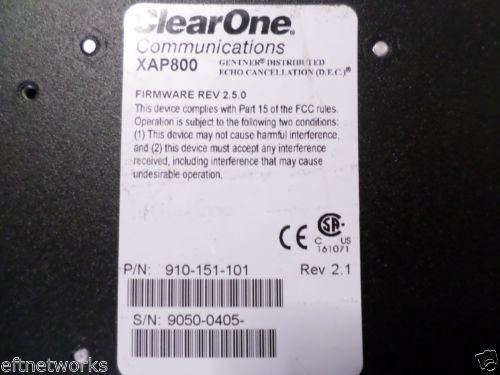 ClearOne.
Communications
XAP800 GENTNER® DISTRIBUTED
ECHO CANCELLATION (D.E.C.)®
FIRMWARE REV 2.5.0
This device complies with Part 15 of the FCC rules.
Operation is subject to the following two conditions:
(1) This device may not cause harmful interference,
and (2) this device must accept any interference
received, including interference that may cause
undesirable operation.
CE SA®
C US
161071
P/N: 910-151-101 Rev 2.1
S/N: 9050-0405-
eftnetworks